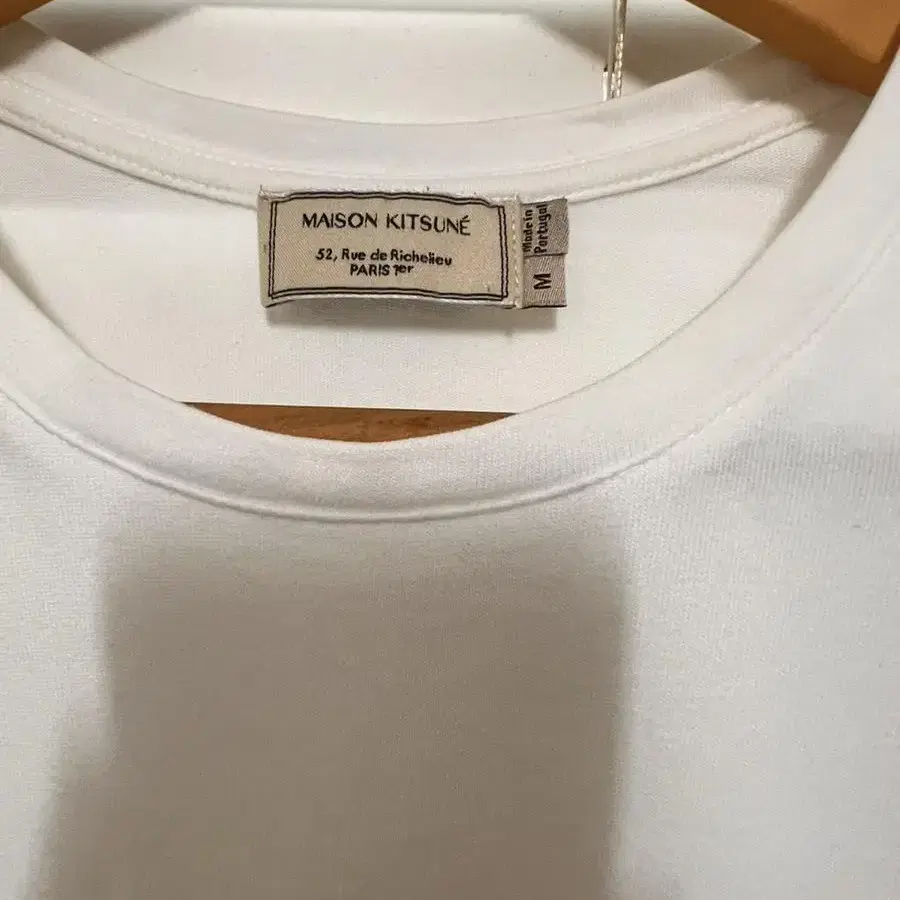 MAISON KITSUNÉ
52, Rue de Richelieu
PARIS 1er
Made in
Portugal
M